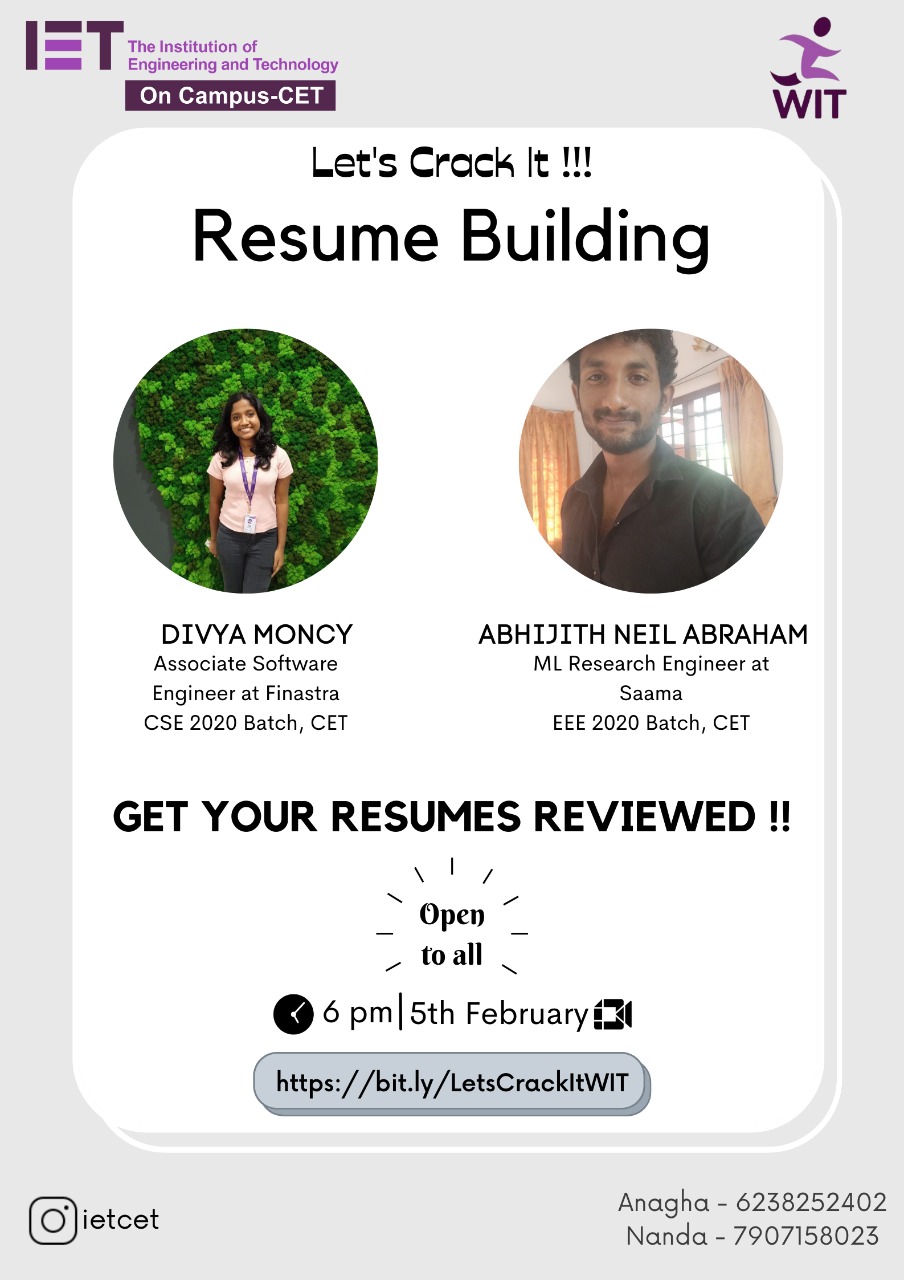 IET The Institution of
Engineering and Technology
On Campus-CET
WIT
Let's Crack It !!!
Resume Building
DIVYA MONCY
Associate Software
Engineer at Finastra
CSE 2020 Batch, CET
ABHIJITH NEIL ABRAHAM
ML Research Engineer at
Saama
EEE 2020 Batch, CET
GET YOUR RESUMES REVIEWED !!
Open
to all
6 pm|5th February
https://bit.ly/LetsCrackItWIT
ietcet
Anagha - 6238252402
Nanda - 7907158023